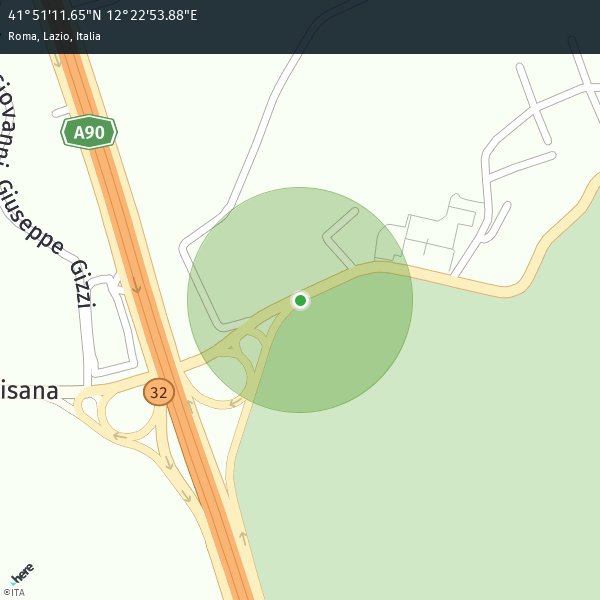 41°51'11.65"N 12°22'53.88"E
Roma, Lazio, Italia
A90
Giovanni Giuseppe Gizzi
isana
32
here
©ITA